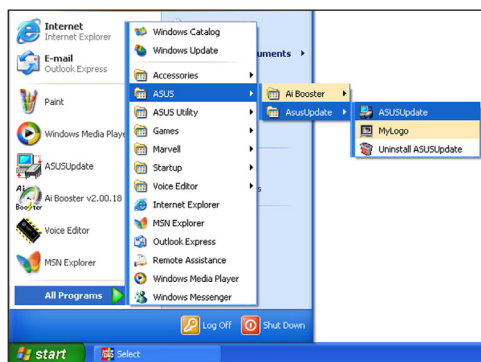 Internet
Internet Explorer
E-mail
Outlook Express
Paint
Windows Media Playe
ASUSUpdate
Ai Booster v2.00.18
Voice Editor
MSN Explorer
All Programs
Windows Catalog
Windows Update
Accessories
ASUS
ASUS Utility
Games
Marvell
Startup
Voice Editor
Internet Explorer
MSN Explorer
Outlook Express
Remote Assistance
Windows Media Player
Windows Messenger
uments
s
Ai Booster
AsusUpdate
ASUSUpdate
MyLogo
Uninstall ASUSUpdate
Log Off
Shut Down
start
Select